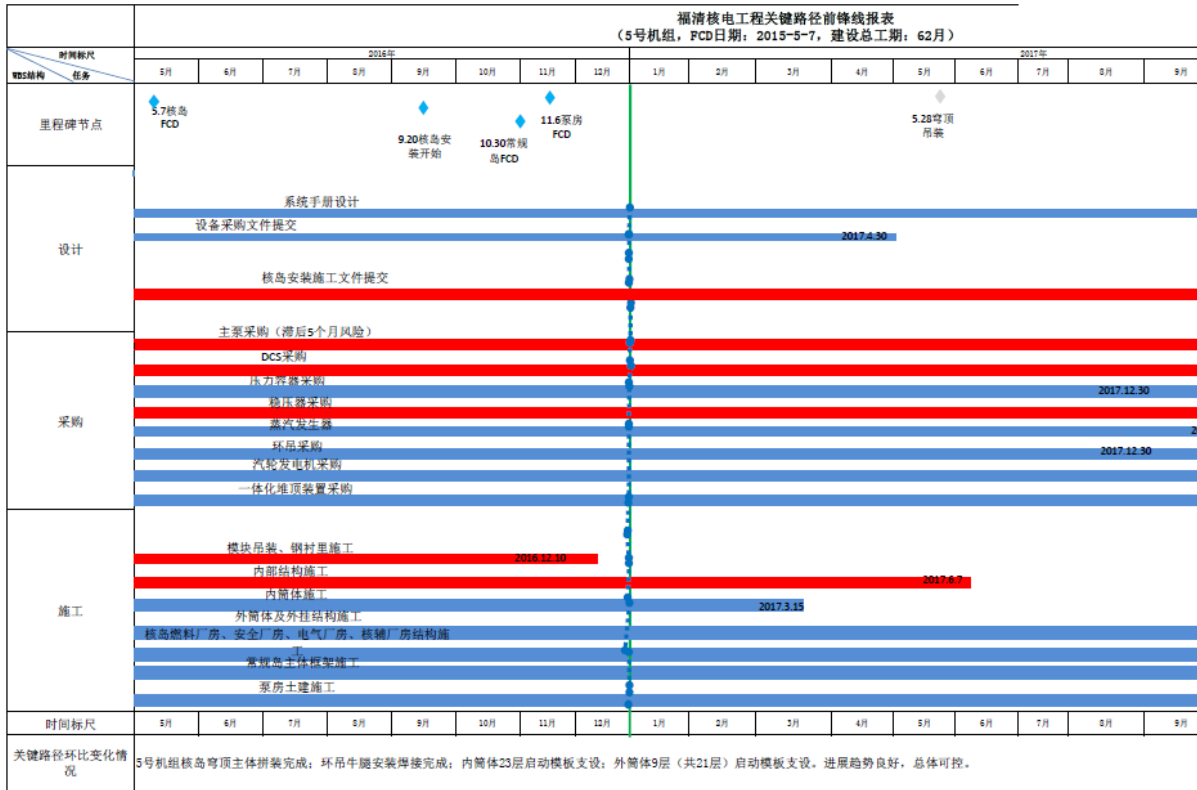 福清核电工程关键路径前锋线报表
(5号机组, FCD日期: 2015-5-7, 建设总工期: 62月)
时间标尺
WBS结构 任务
2016年
2017年
5月 6月 7月 8月 9月 10月 11月 12月 1月 2月 3月 4月 5月 6月 7月 8月 9月
里程碑节点
5.7核岛
FCD
9.20核岛安
装开始
10.30常规
岛FCD
11.6泵房
FCD
5.28穹顶
吊装
设计
系统手册设计
设备采购文件提交
2017.4.30
核岛安装施工文件提交
采购
主泵采购（滞后5个月风险）
DCS采购
压力容器采购
2017.12.30
稳压器采购
蒸汽发生器
2
环吊采购
2017.12.30
汽轮发电机采购
一体化堆顶装置采购
施工
模块吊装、钢衬里施工
2016.12.10
内部结构施工
2017.6.7
内筒体施工
2017.3.15
外筒体及外挂结构施工
核岛燃料厂房、安全厂房、电气厂房、核辅厂房结构施
工
常规岛主体框架施工
泵房土建施工
时间标尺
5月 6月 7月 8月 9月 10月 11月 12月 1月 2月 3月 4月 5月 6月 7月 8月 9月
关键路径环比变化情
况
5号机组核岛穹顶主体拼装完成；环吊牛腿安装焊接完成；内筒体23层启动模板支设；外筒体9层（共21层）启动模板支设。进展趋势良好，总体可控。